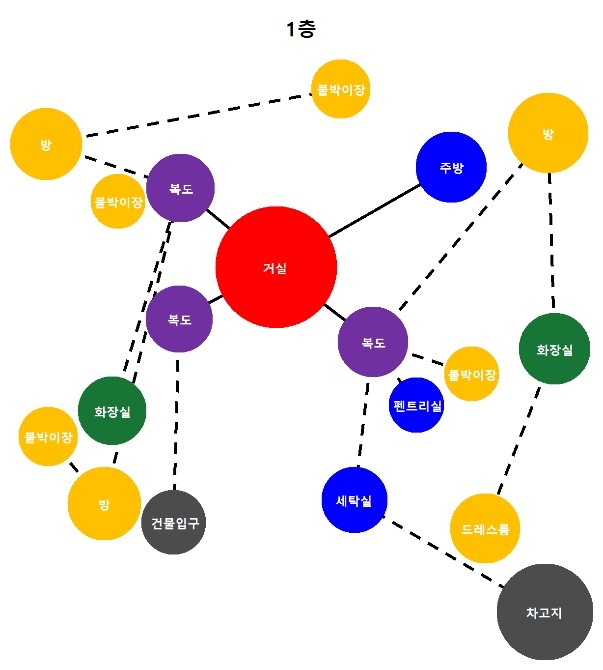 1층
붙박이장
방
방
주방
복도
붙박이장
거실
복도
복도
화장실
붙박이장
펜트리실
화장실
붙박이장
방
세탁실
건물입구
드레스룸
차고지